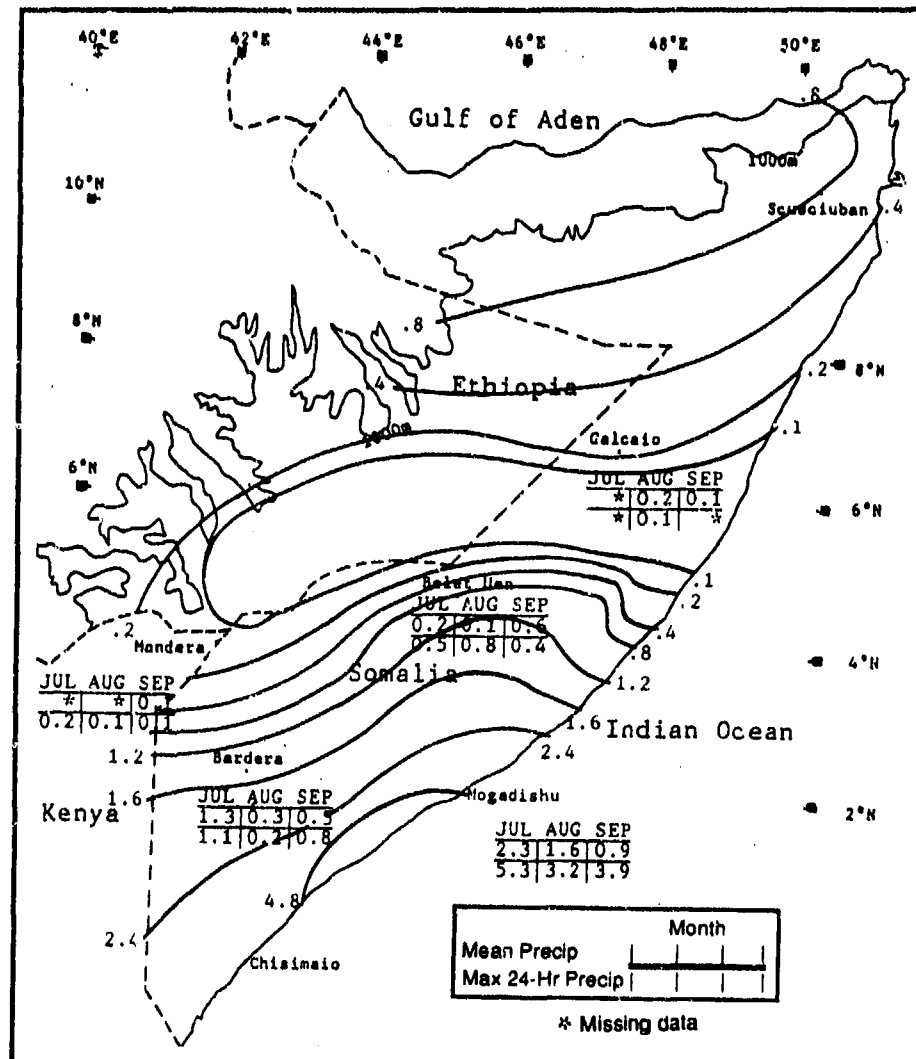 40°E 42°E 44°E 46°E 48°E 50°E
Gulf of Aden
.8
1000m
10°N
Scusciuban
.4
8°N
.8
.2
8°N
.4
Ethiopia
.1
1000m
Galcaio
6°N
JUL AUG SEP
* 0.2 0.1
* 0.1 *
6°N
.1
Belet Uen
.2
JUL AUG SEP
0.2 0.1 0.6
0.5 0.8 0.4
.2
.4
Mandera
.8
4°N
Somalia
JUL AUG SEP
* * 0
0.2 0.1 0.1
1.2
1.6
Indian Ocean
2.4
1.2
Bardera
1.6
Kenya
JUL AUG SEP
1.3 0.3 0.5
1.1 0.2 0.8
Mogadishu
2°N
JUL AUG SEP
2.3 1.6 0.9
5.3 3.2 3.9
4.8
2.4
Chisimaio
Month
Mean Precip
Max 24-Hr Precip
* Missing data